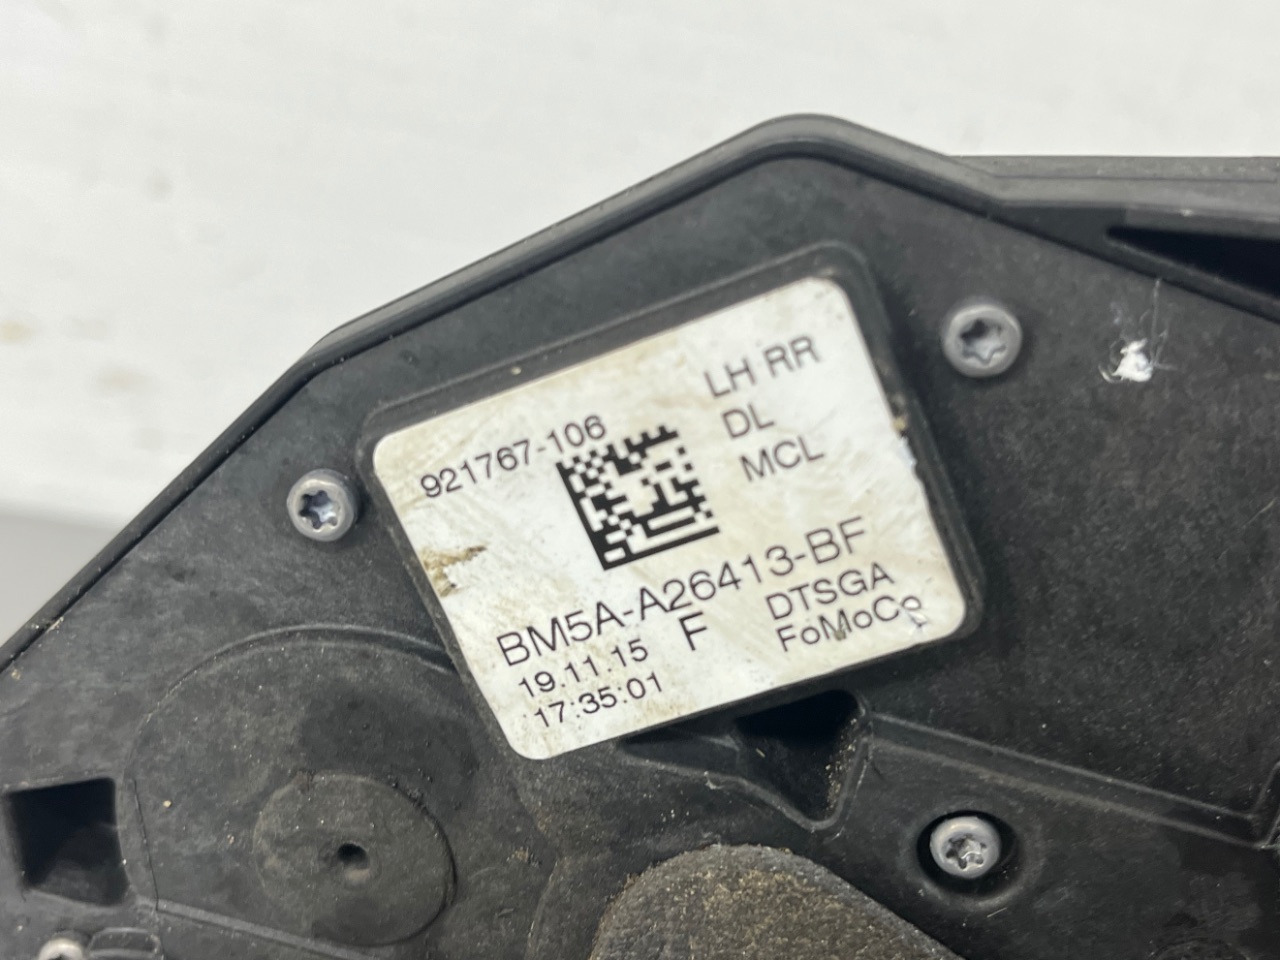 LH RR
DL
MCL
921767-106
BM5A-A26413-BF
19.11.15 F DTSGA
17:35:01 FoMoCo